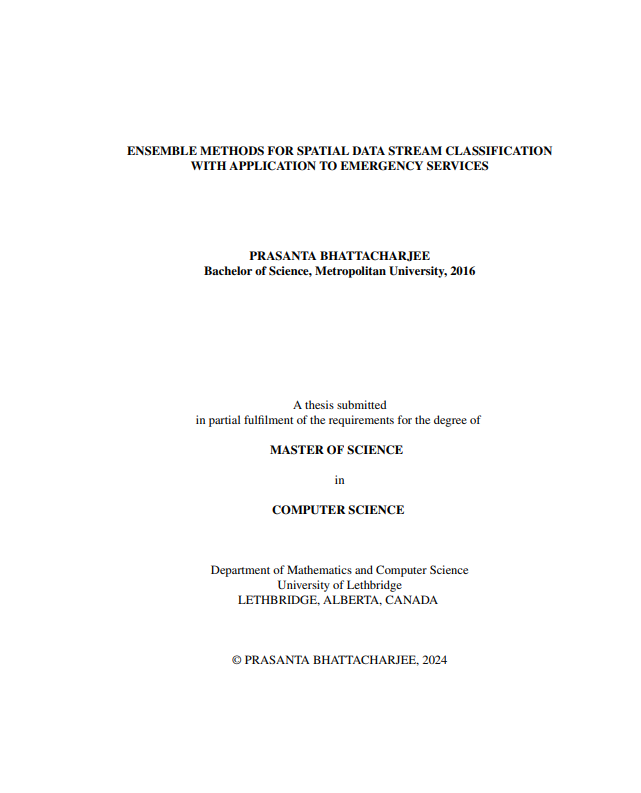 ENSEMBLE METHODS FOR SPATIAL DATA STREAM CLASSIFICATION
WITH APPLICATION TO EMERGENCY SERVICES
PRASANTA BHATTACHARJEE
Bachelor of Science, Metropolitan University, 2016
A thesis submitted
in partial fulfilment of the requirements for the degree of
MASTER OF SCIENCE
in
COMPUTER SCIENCE
Department of Mathematics and Computer Science
University of Lethbridge
LETHBRIDGE, ALBERTA, CANADA
© PRASANTA BHATTACHARJEE, 2024